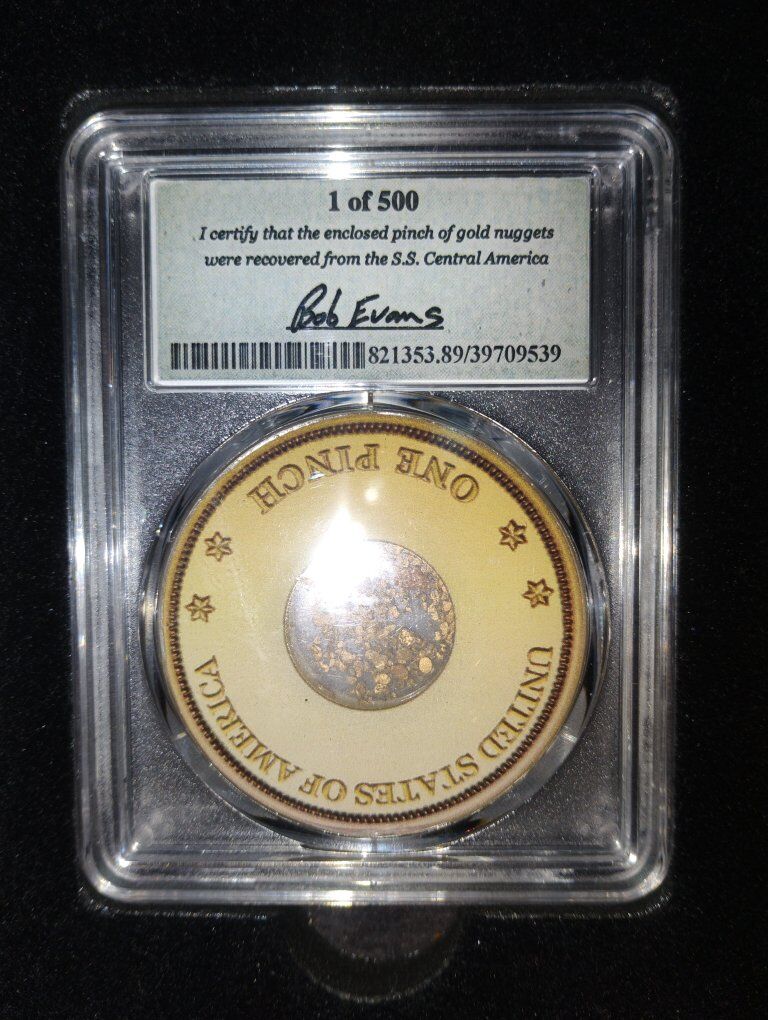 1 of 500
I certify that the enclosed pinch of gold nuggets
were recovered from the S.S. Central America
Bob Evans
821353.89/39709539
ONE PINCH
UNITED STATES OF AMERICA